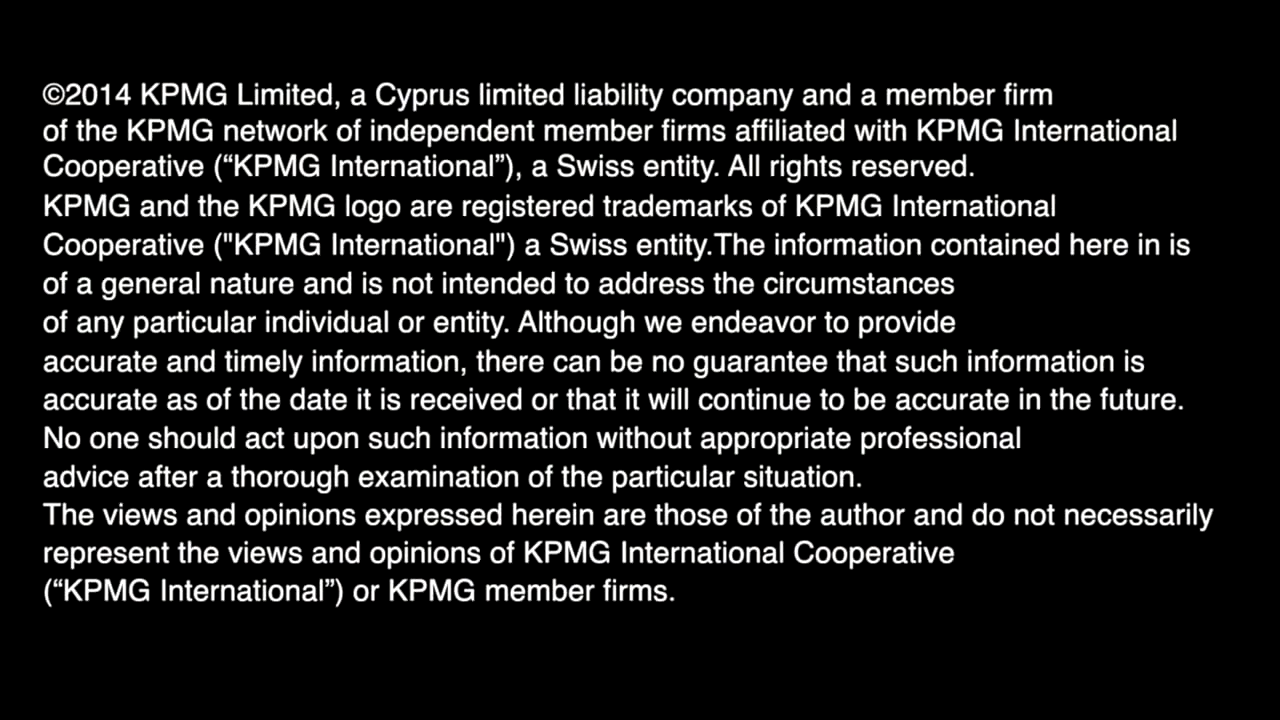 ©2014 KPMG Limited, a Cyprus limited liability company and a member firm
of the KPMG network of independent member firms affiliated with KPMG International
Cooperative (“KPMG International”), a Swiss entity. All rights reserved.
KPMG and the KPMG logo are registered trademarks of KPMG International
Cooperative ("KPMG International") a Swiss entity.The information contained here in is
of a general nature and is not intended to address the circumstances
of any particular individual or entity. Although we endeavor to provide
accurate and timely information, there can be no guarantee that such information is
accurate as of the date it is received or that it will continue to be accurate in the future.
No one should act upon such information without appropriate professional
advice after a thorough examination of the particular situation.
The views and opinions expressed herein are those of the author and do not necessarily
represent the views and opinions of KPMG International Cooperative
(“KPMG International”) or KPMG member firms.